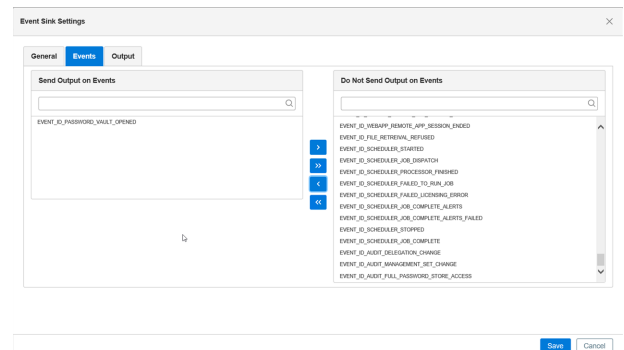 Event Sink Settings
General Events Output
Send Output on Events
EVENT_ID_PASSWORD_VAULT_OPENED
Do Not Send Output on Events
EVENT_ID_WEBAPP_REMOTE_APP_SESSION_ENDED
EVENT_ID_FILE_RETREIVAL_REFUSED
EVENT_ID_SCHEDULER_STARTED
EVENT_ID_SCHEDULER_JOB_DISPATCH
EVENT_ID_SCHEDULER_PROCESSOR_FINISHED
EVENT_ID_SCHEDULER_FAILED_TO_RUN_JOB
EVENT_ID_SCHEDULER_FAILED_LICENSING_ERROR
EVENT_ID_SCHEDULER_JOB_COMPLETE_ALERTS
EVENT_ID_SCHEDULER_JOB_COMPLETE_ALERTS_FAILED
EVENT_ID_SCHEDULER_STOPPED
EVENT_ID_SCHEDULER_JOB_COMPLETE
EVENT_ID_AUDIT_DELEGATION_CHANGE
EVENT_ID_AUDIT_MANAGEMENT_SET_CHANGE
EVENT_ID_AUDIT_FULL_PASSWORD_STORE_ACCESS
Save Cancel